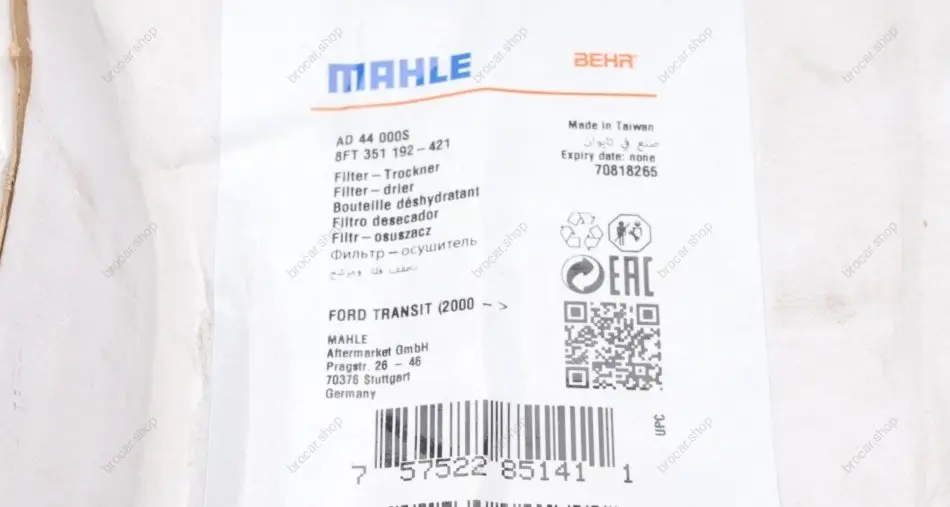 MAHLE
BEHR
AD 44 000S
8FT 351 192-421
Filter-Trockner
Filter-drier
Bouteille déshydratant
Filtro desecador
Filtr-osuszacz
Фильтр-осушитель
FORD TRANSIT (2000 - >
MAHLE
Aftermarket GmbH
Pragstr. 26 - 46
70376 Stuttgart
Germany
Made in Taiwan
صنع في تايوان
Expiry date: none
70818265
EAC
UPC
7 57522 85141 1
brocar.shop